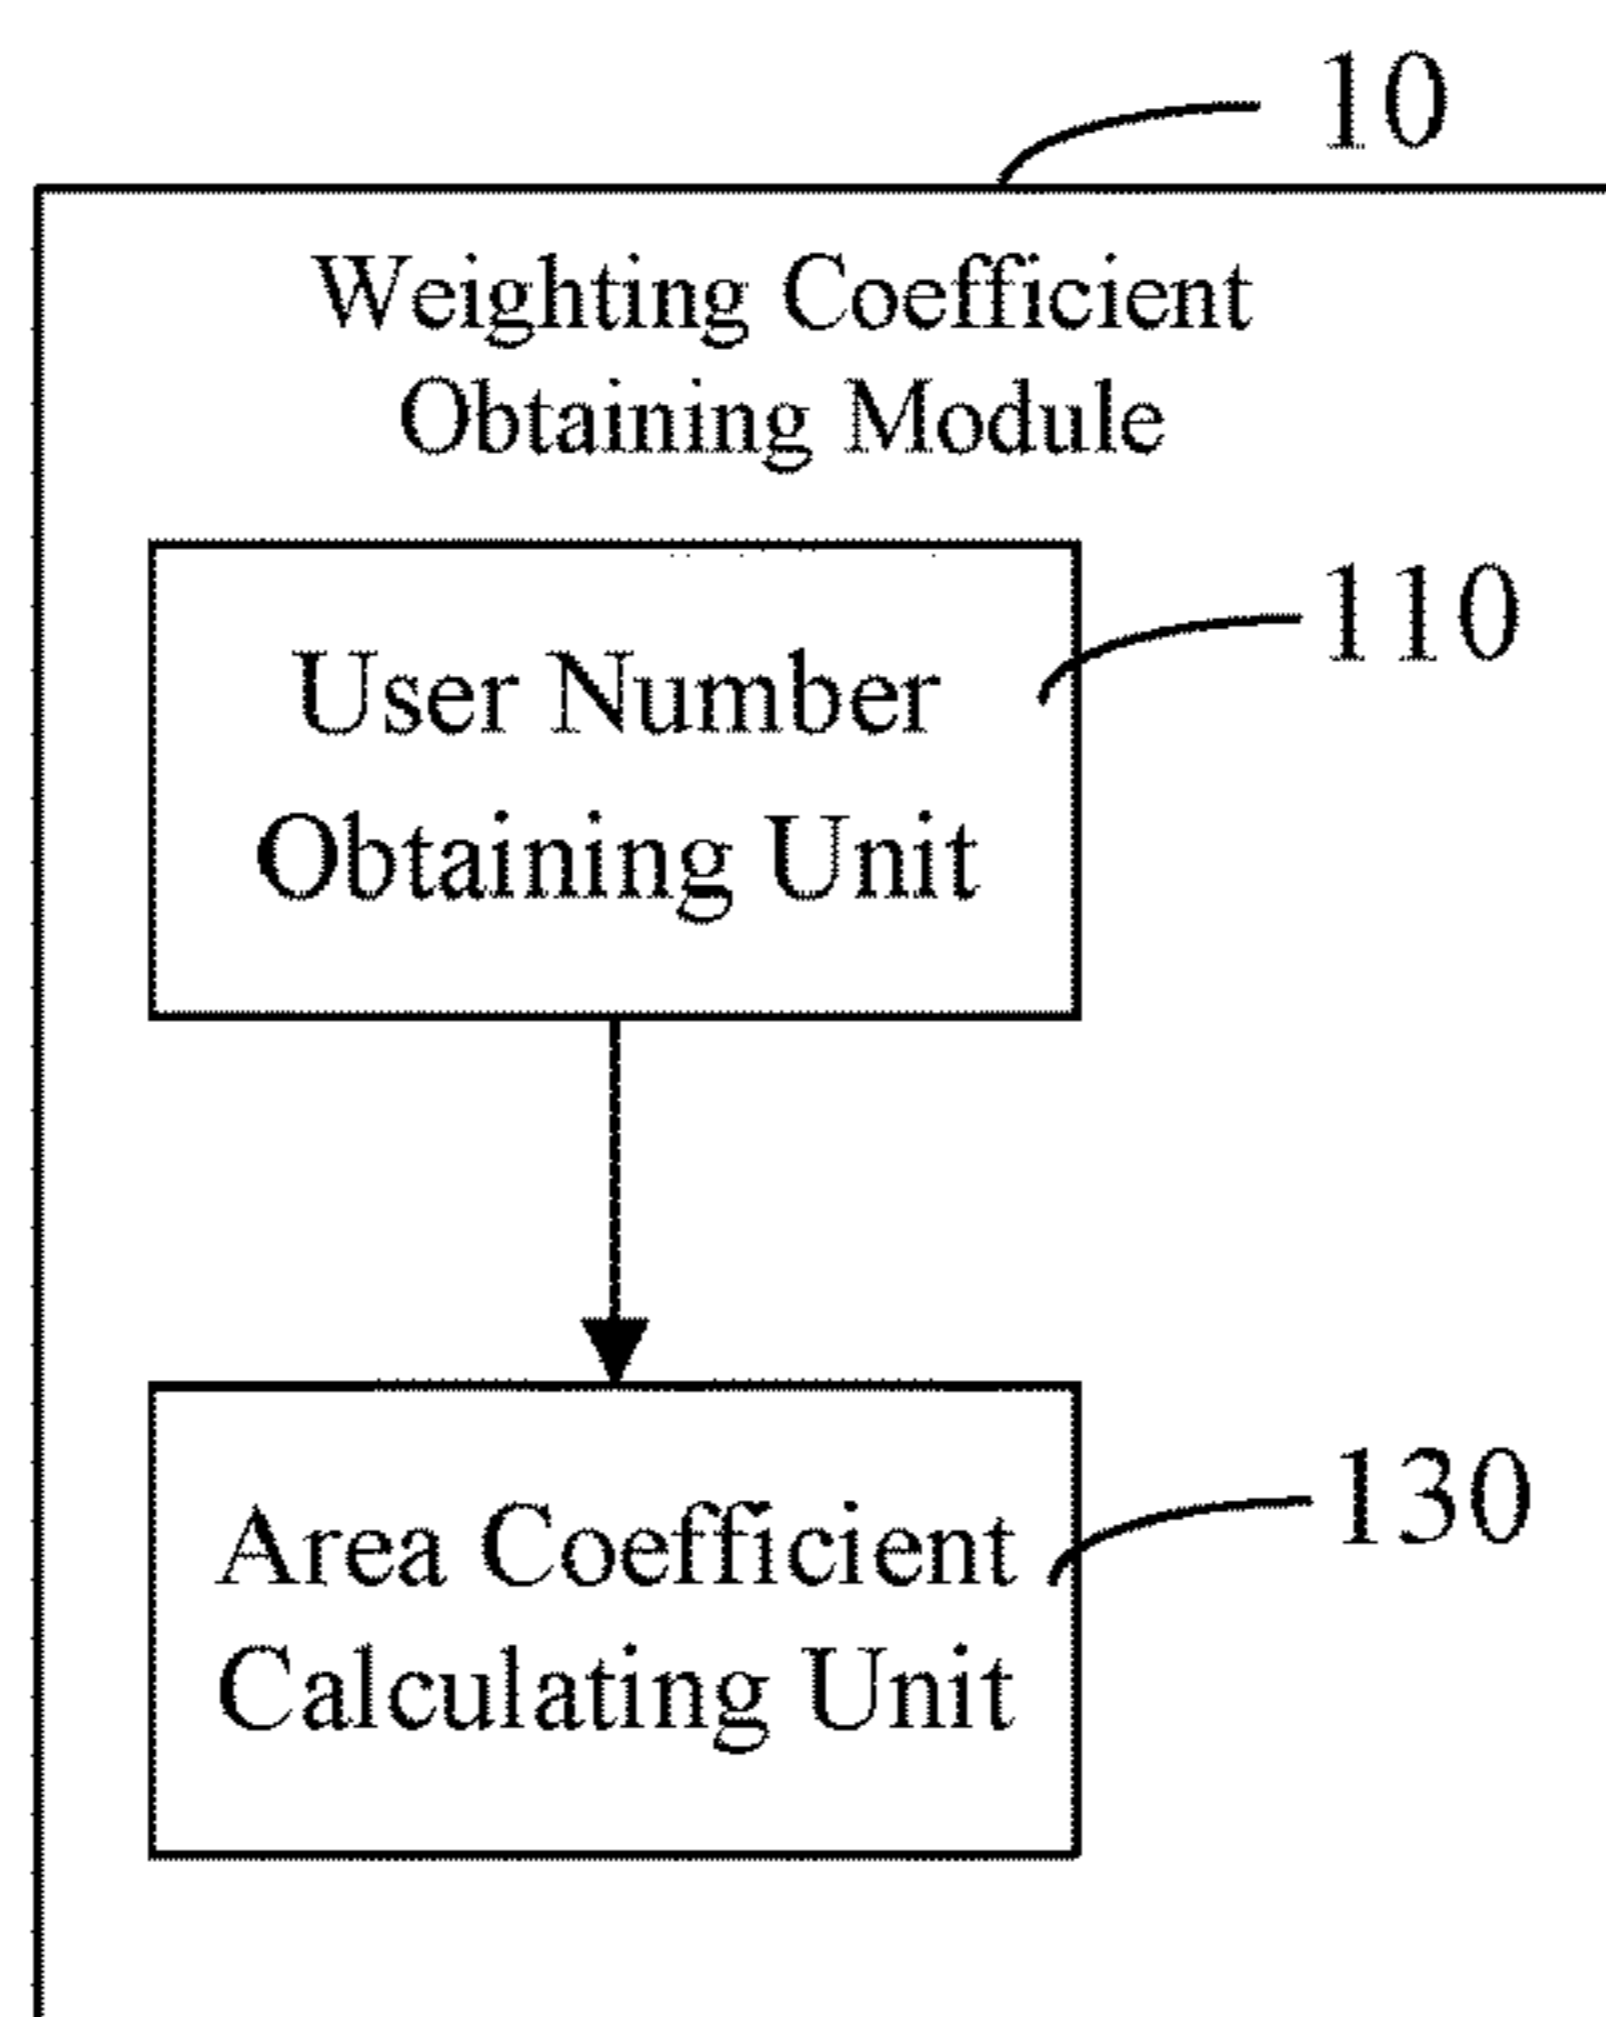 10
Weighting Coefficient
Obtaining Module
110
User Number
Obtaining Unit
130
Area Coefficient
Calculating Unit